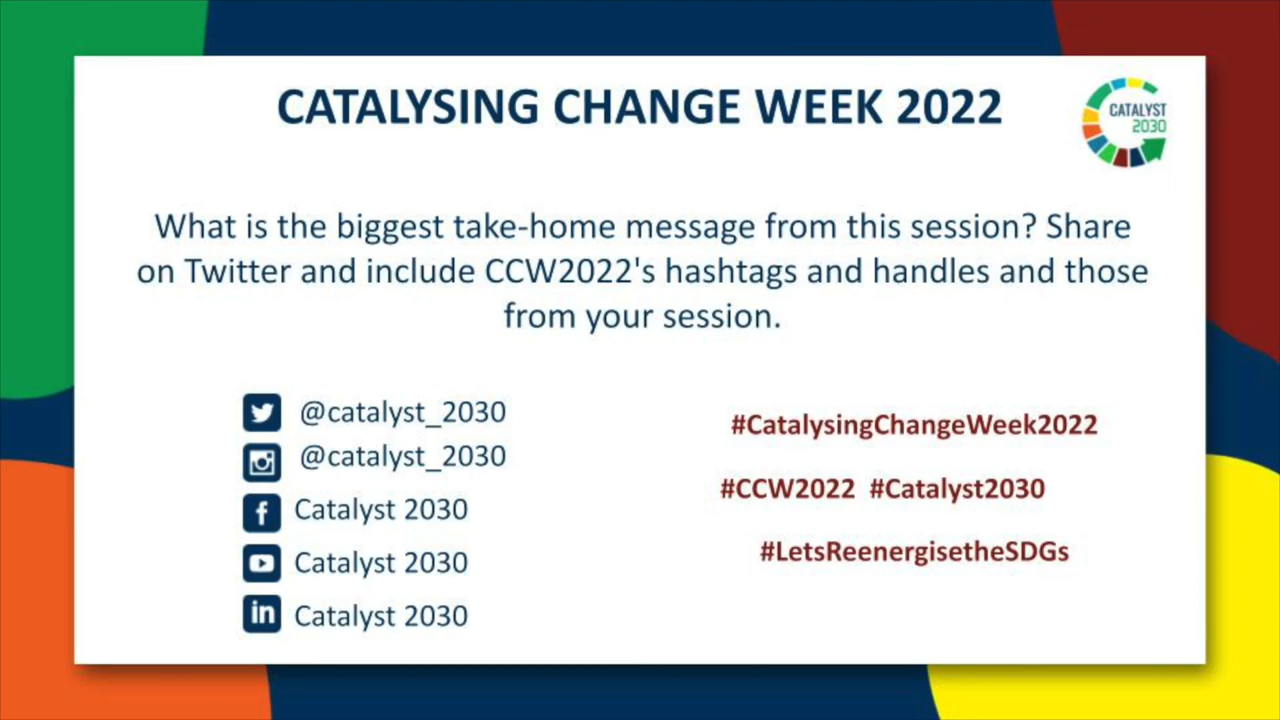 CATALYSING CHANGE WEEK 2022
CATALYST
2030
What is the biggest take-home message from this session? Share
on Twitter and include CCW2022's hashtags and handles and those
from your session.
@catalyst_2030
@catalyst_2030
Catalyst 2030
Catalyst 2030
in Catalyst 2030
#CatalysingChangeWeek2022
#CCW2022 #Catalyst2030
#LetsReenergisetheSDGs